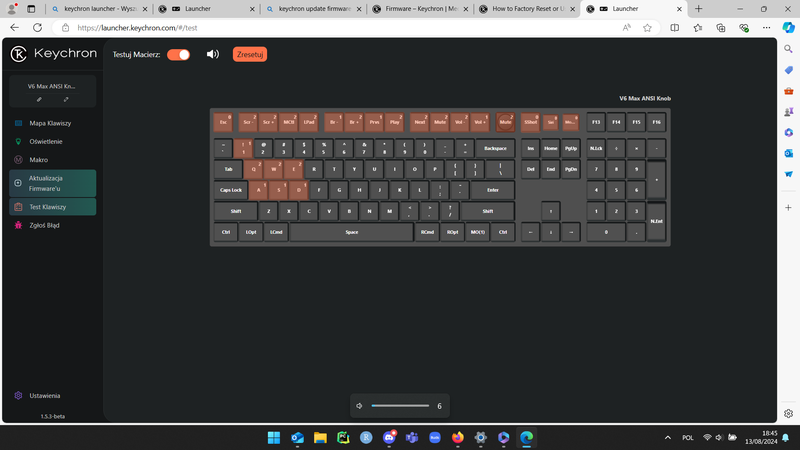 keychron launcher - Wysz
Launcher
keychron update firmware
Firmware – Keychron | Mec
How to Factory Reset or U
Launcher
https://launcher.keychron.com/#/test
Keychron
Testuj Macierz:
Zresetuj
V6 Max ANSI Kn...
V6 Max ANSI Knob
Mapa Klawiszy
Oświetlenie
Makro
Aktualizacja
Firmware'u
Test Klawiszy
Zgłoś Błąd
Esc Scr - Scr + MCtl LPad Br - Br + Prev Play Next Mute Vol - Vol + Mute SShot Siri F13 F14 F15 F16
~ ! @ # $ % ^ & * ( ) - + Backspace Ins Home PgUp N.Lck ÷ × -
` 1 2 3 4 5 6 7 8 9 0 - =
Tab Q W E R T Y U I O P [ ] \ Del End PgDn 7 8 9 +
Caps Lock A S D F G H J K L Enter 4 5 6
Shift Z X C V B N M Shift ↑ 1 2 3 N.Ent
Ctrl LOpt LCmd Space RCmd ROpt MO(1) Ctrl ← ↓ → 0 .
6
Ustawienia
1.5.3-beta
POL
18:45
13/08/2024